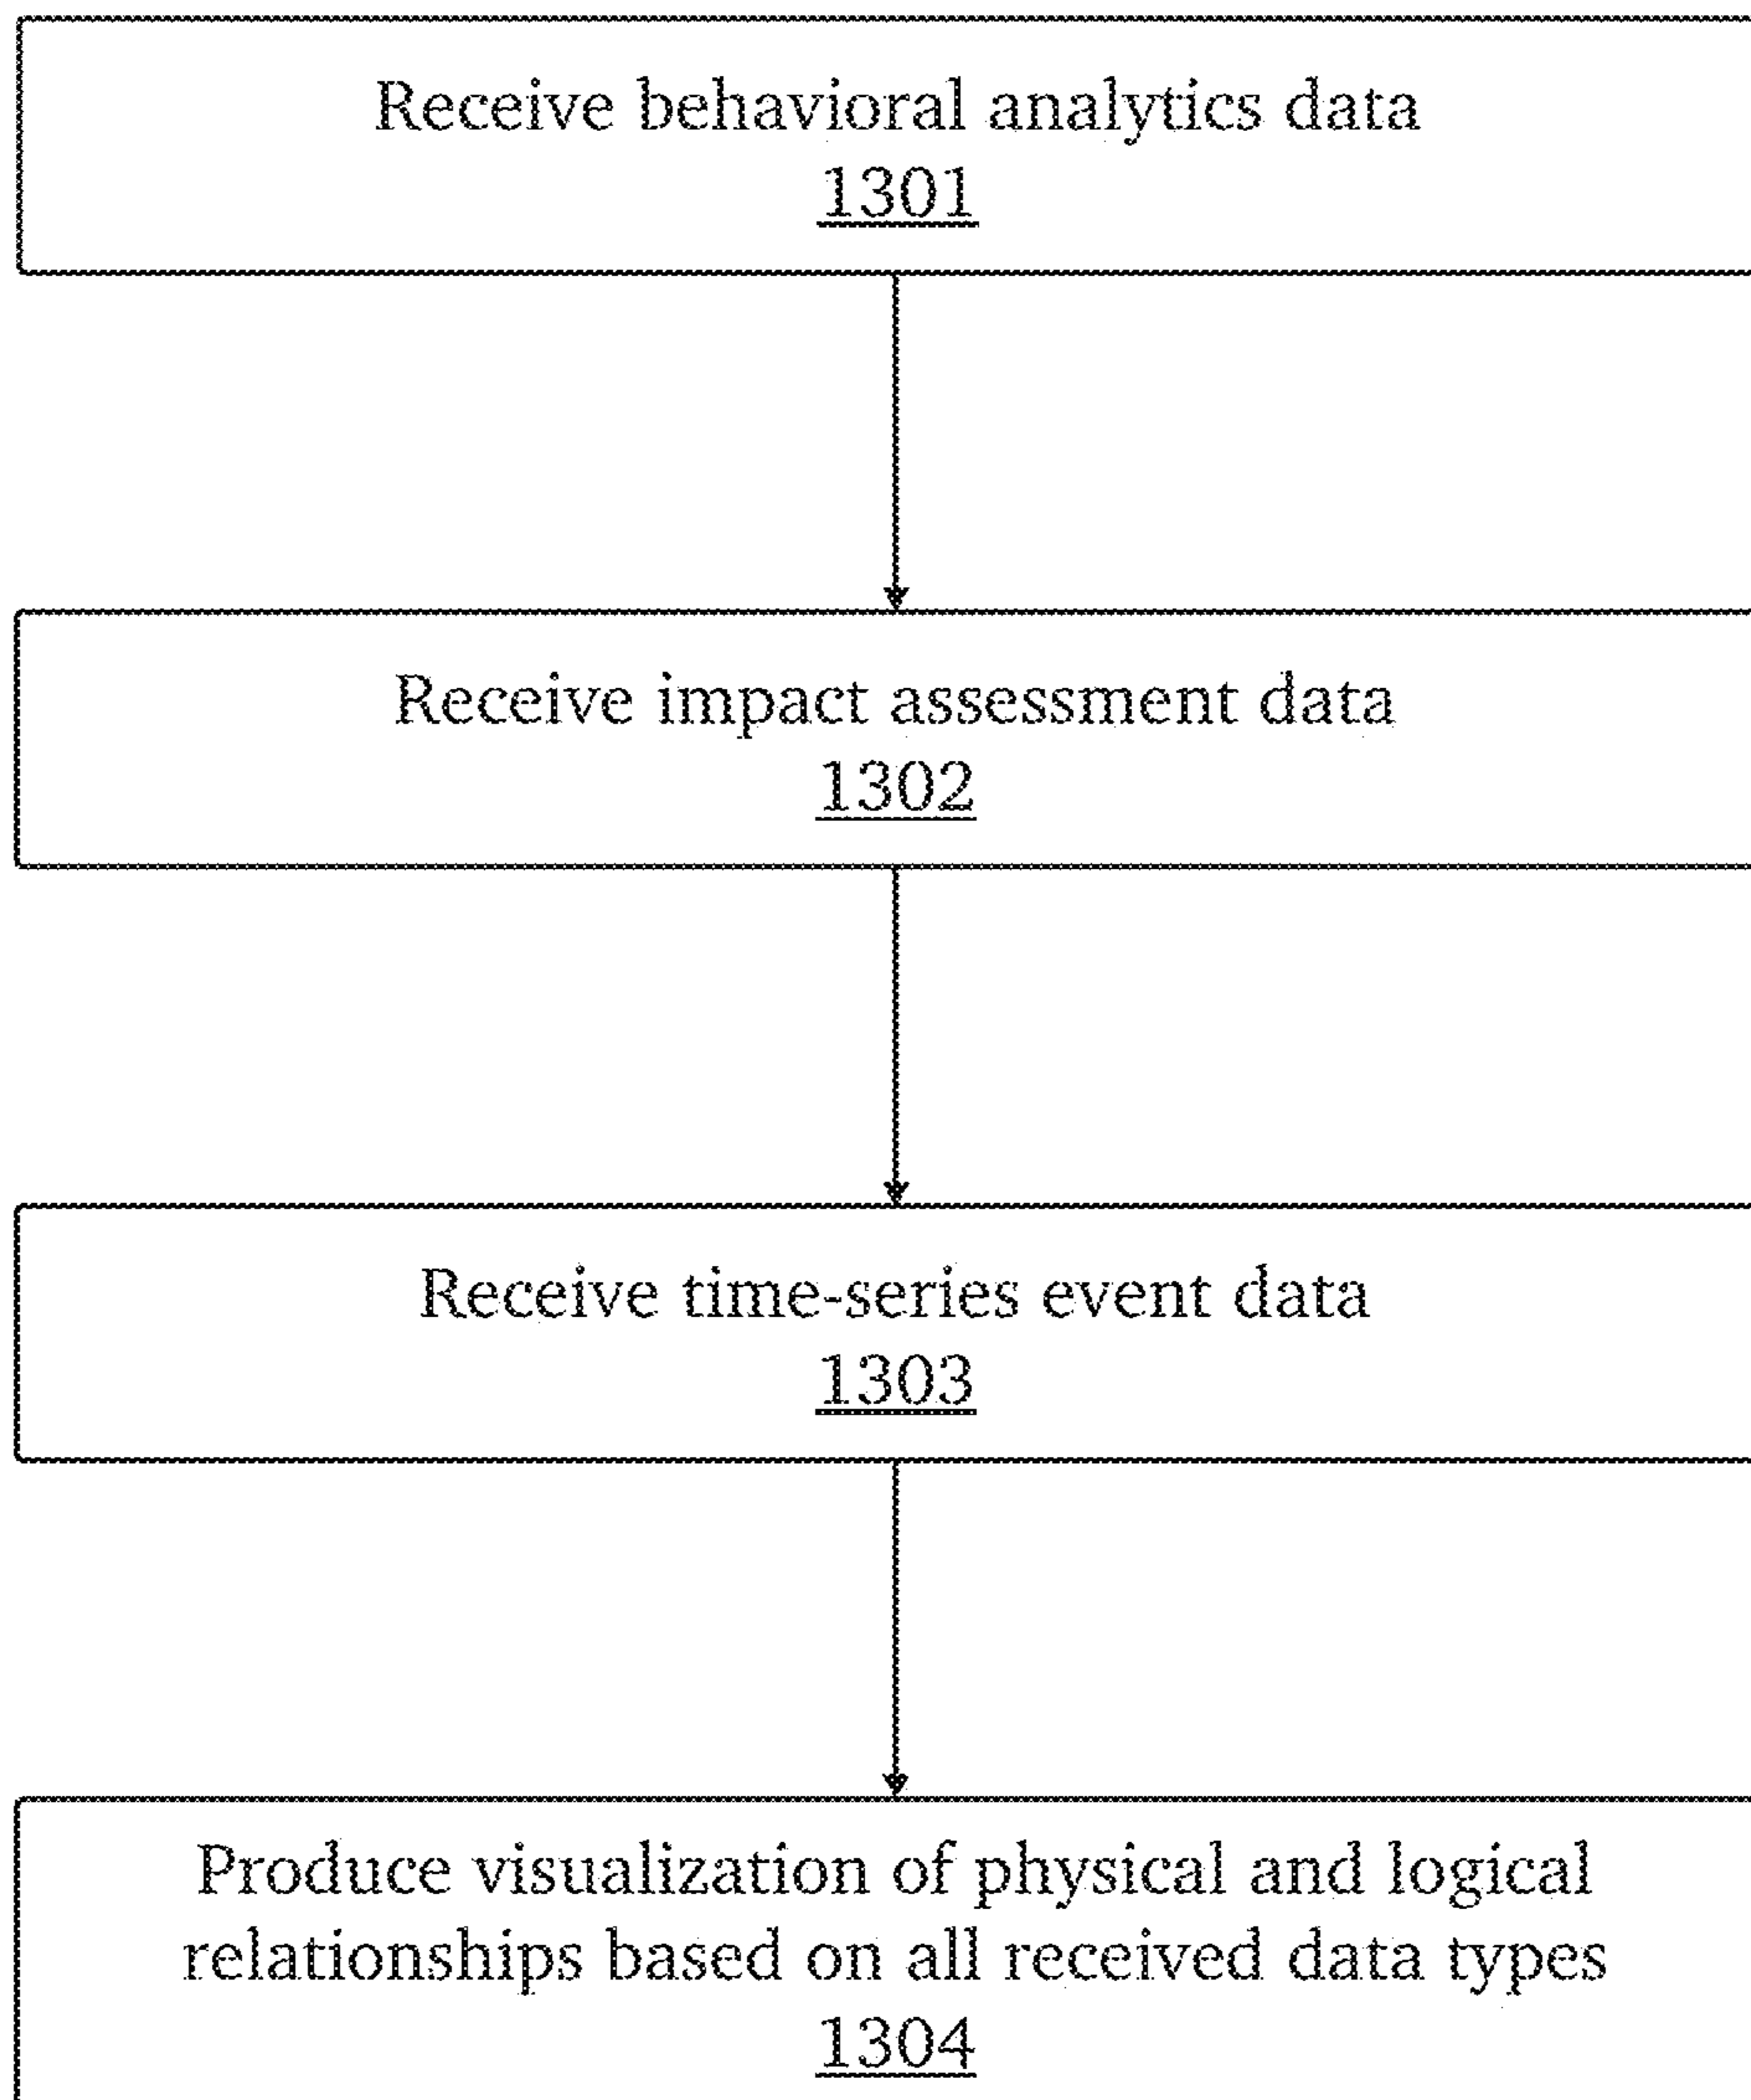 Receive behavioral analytics data
1301
Receive impact assessment data
1302
Receive time-series event data
1303
Produce visualization of physical and logical
relationships based on all received data types
1304